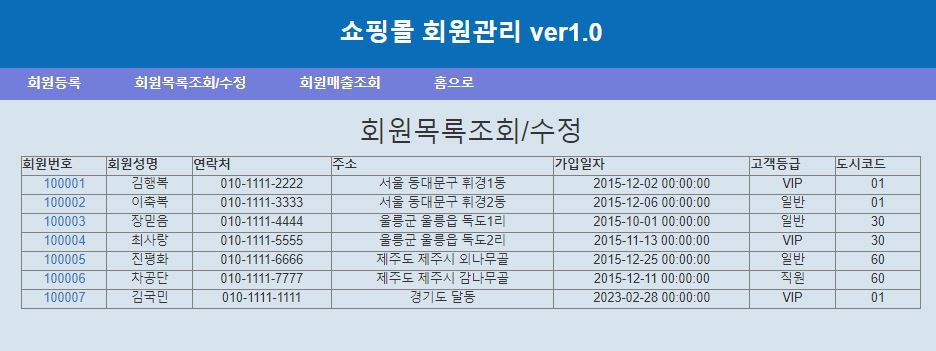 쇼핑몰 회원관리 ver1.0
회원등록 회원목록조회/수정 회원매출조회 홈으로
회원목록조회/수정
회원번호 회원성명 연락처 주소 가입일자 고객등급 도시코드
100001 김행복 010-1111-2222 서울 동대문구 휘경1동 2015-12-02 00:00:00 VIP 01
100002 이축복 010-1111-3333 서울 동대문구 휘경2동 2015-12-06 00:00:00 일반 01
100003 장믿음 010-1111-4444 울릉군 울릉읍 독도1리 2015-10-01 00:00:00 일반 30
100004 최사랑 010-1111-5555 울릉군 울릉읍 독도2리 2015-11-13 00:00:00 VIP 30
100005 진평화 010-1111-6666 제주도 제주시 외나무골 2015-12-25 00:00:00 일반 60
100006 차공단 010-1111-7777 제주도 제주시 감나무골 2015-12-11 00:00:00 직원 60
100007 김국민 010-1111-1111 경기도 달동 2023-02-28 00:00:00 VIP 01